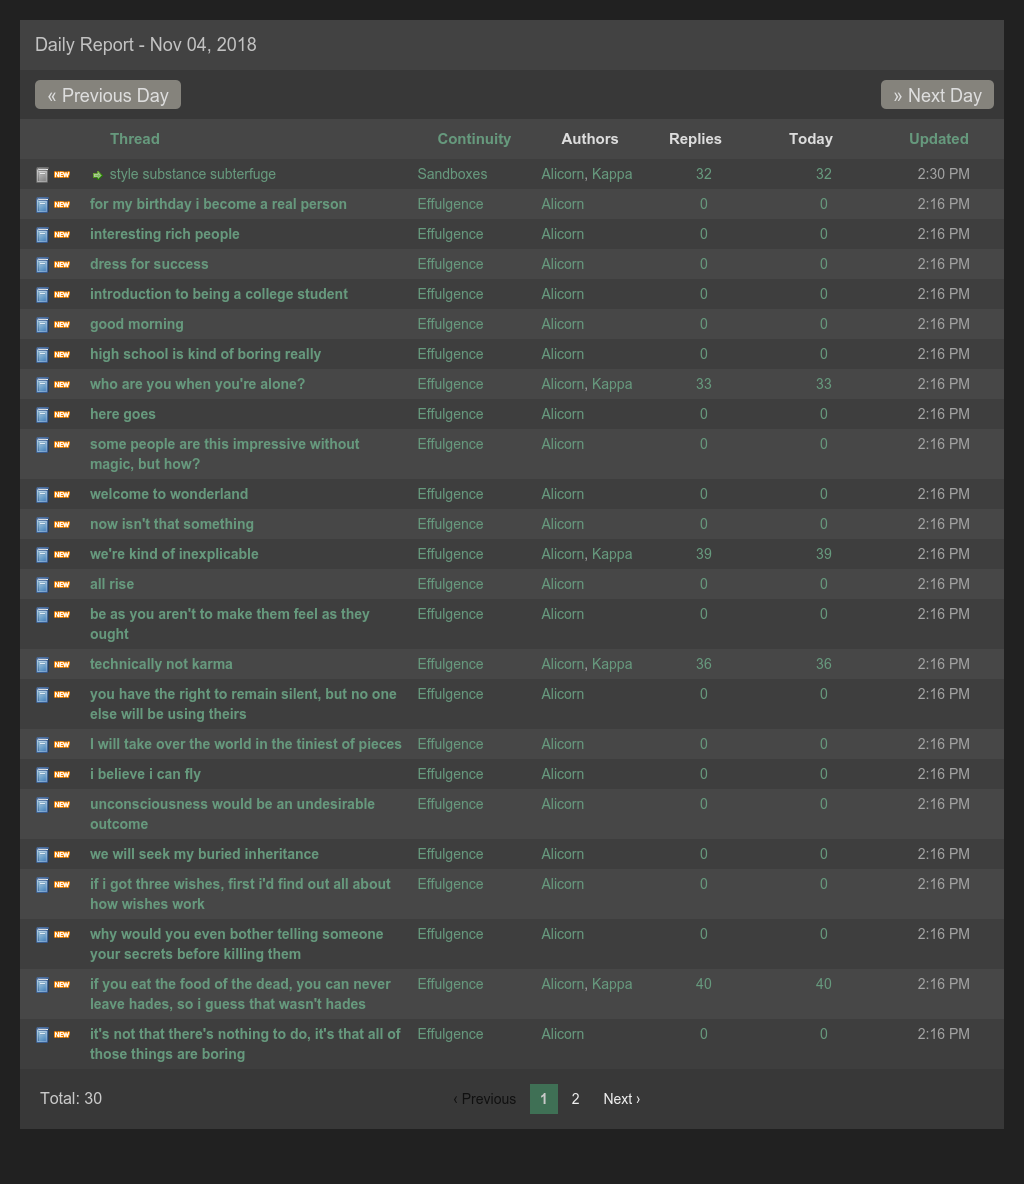 Daily Report - Nov 04, 2018
« Previous Day » Next Day
Thread Continuity Authors Replies Today Updated
NEW style substance subterfuge Sandboxes Alicorn, Kappa 32 32 2:30 PM
NEW for my birthday i become a real person Effulgence Alicorn 0 0 2:16 PM
NEW interesting rich people Effulgence Alicorn 0 0 2:16 PM
NEW dress for success Effulgence Alicorn 0 0 2:16 PM
NEW introduction to being a college student Effulgence Alicorn 0 0 2:16 PM
NEW good morning Effulgence Alicorn 0 0 2:16 PM
NEW high school is kind of boring really Effulgence Alicorn 0 0 2:16 PM
NEW who are you when you're alone? Effulgence Alicorn, Kappa 33 33 2:16 PM
NEW here goes Effulgence Alicorn 0 0 2:16 PM
NEW some people are this impressive without Effulgence Alicorn 0 0 2:16 PM
magic, but how?
NEW welcome to wonderland Effulgence Alicorn 0 0 2:16 PM
NEW now isn't that something Effulgence Alicorn 0 0 2:16 PM
NEW we're kind of inexplicable Effulgence Alicorn, Kappa 39 39 2:16 PM
NEW all rise Effulgence Alicorn 0 0 2:16 PM
NEW be as you aren't to make them feel as they Effulgence Alicorn 0 0 2:16 PM
ought
NEW technically not karma Effulgence Alicorn, Kappa 36 36 2:16 PM
NEW you have the right to remain silent, but no one Effulgence Alicorn 0 0 2:16 PM
else will be using theirs
NEW I will take over the world in the tiniest of pieces Effulgence Alicorn 0 0 2:16 PM
NEW i believe i can fly Effulgence Alicorn 0 0 2:16 PM
NEW unconsciousness would be an undesirable Effulgence Alicorn 0 0 2:16 PM
outcome
NEW we will seek my buried inheritance Effulgence Alicorn 0 0 2:16 PM
NEW if i got three wishes, first i'd find out all about Effulgence Alicorn 0 0 2:16 PM
how wishes work
NEW why would you even bother telling someone Effulgence Alicorn 0 0 2:16 PM
your secrets before killing them
NEW if you eat the food of the dead, you can never Effulgence Alicorn, Kappa 40 40 2:16 PM
leave hades, so i guess that wasn't hades
NEW it's not that there's nothing to do, it's that all of Effulgence Alicorn 0 0 2:16 PM
those things are boring
Total: 30 ‹ Previous 1 2 Next ›